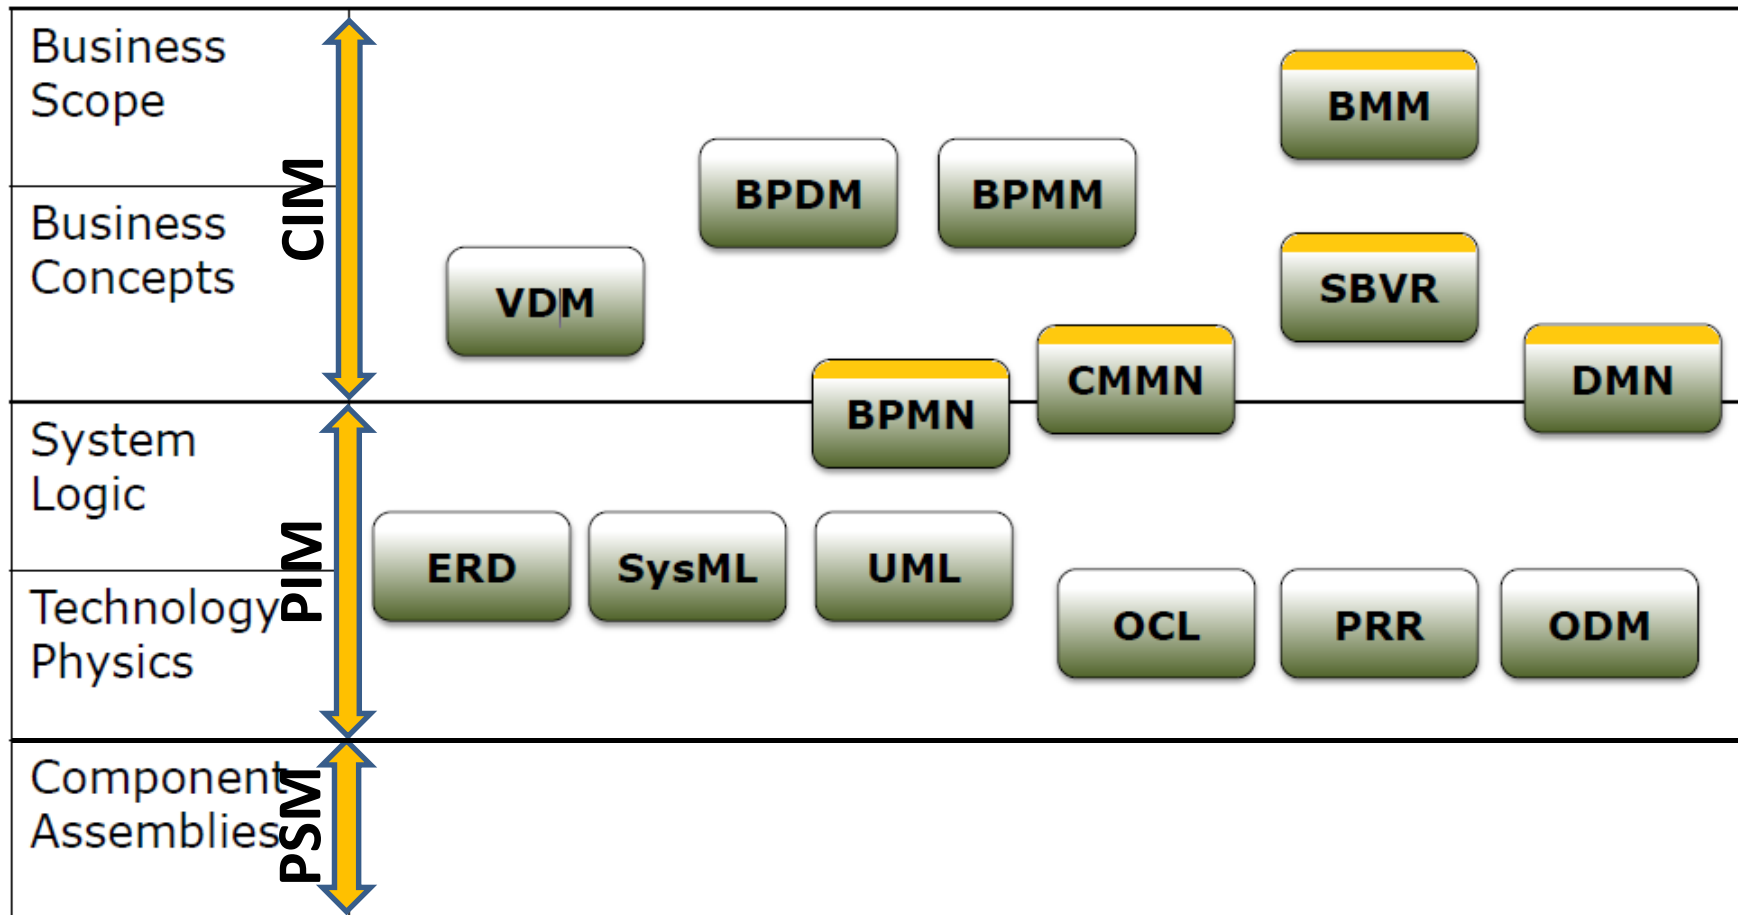 Business
Scope
Business
Concepts
CIM
BMM
BPDM
BPMM
SBVR
VDM
CMMN
DMN
BPMN
System
Logic
Technology
Physics
PIM
ERD
SysML
UML
OCL
PRR
ODM
Component
Assemblies
PSM